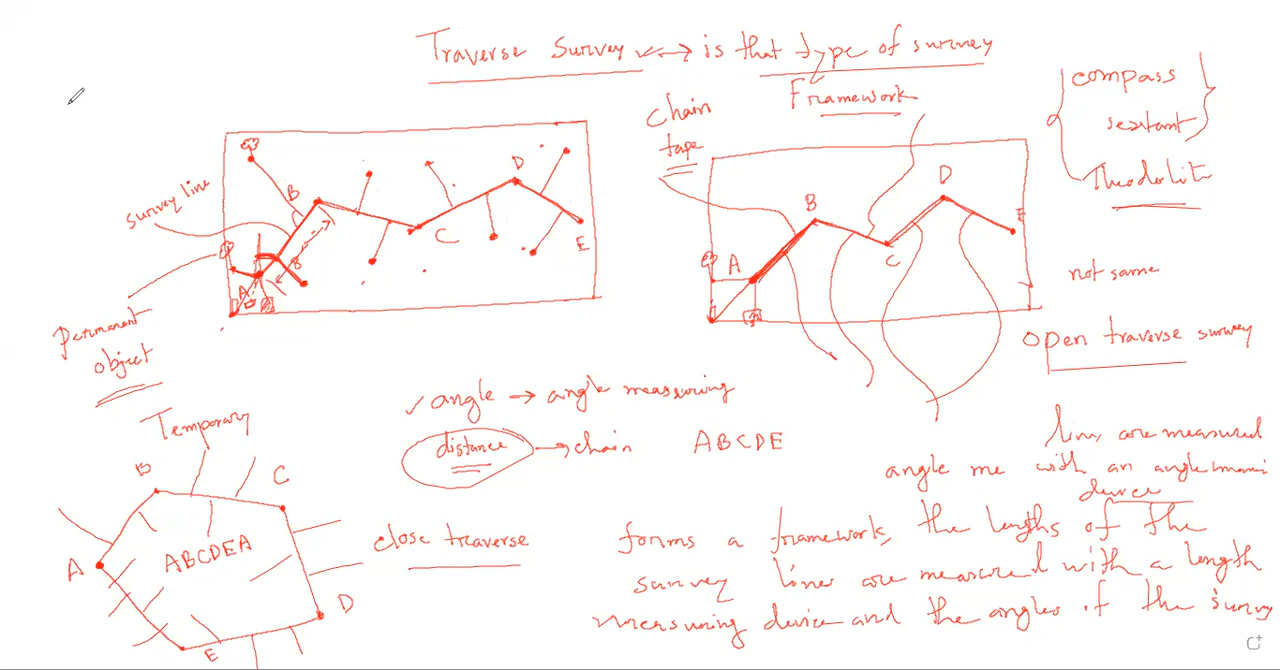 Traverse Survey ↔ is that type of survey
Framework
chain
tape
compass
sextant
Theodolite
survey line
B
A
B
C
D
E
B
A
C
D
E
Permanent
object
not same
open traverse survey
✓ angle → angle measuring
distance → chain
ABCDE
Temporary
B
C
A
ABCDEA
D
E
close traverse
lines are measured
angle me with an angle
device
forms a framework, the lengths of the
survey lines are measured with a length
measuring device and the angles of the survey